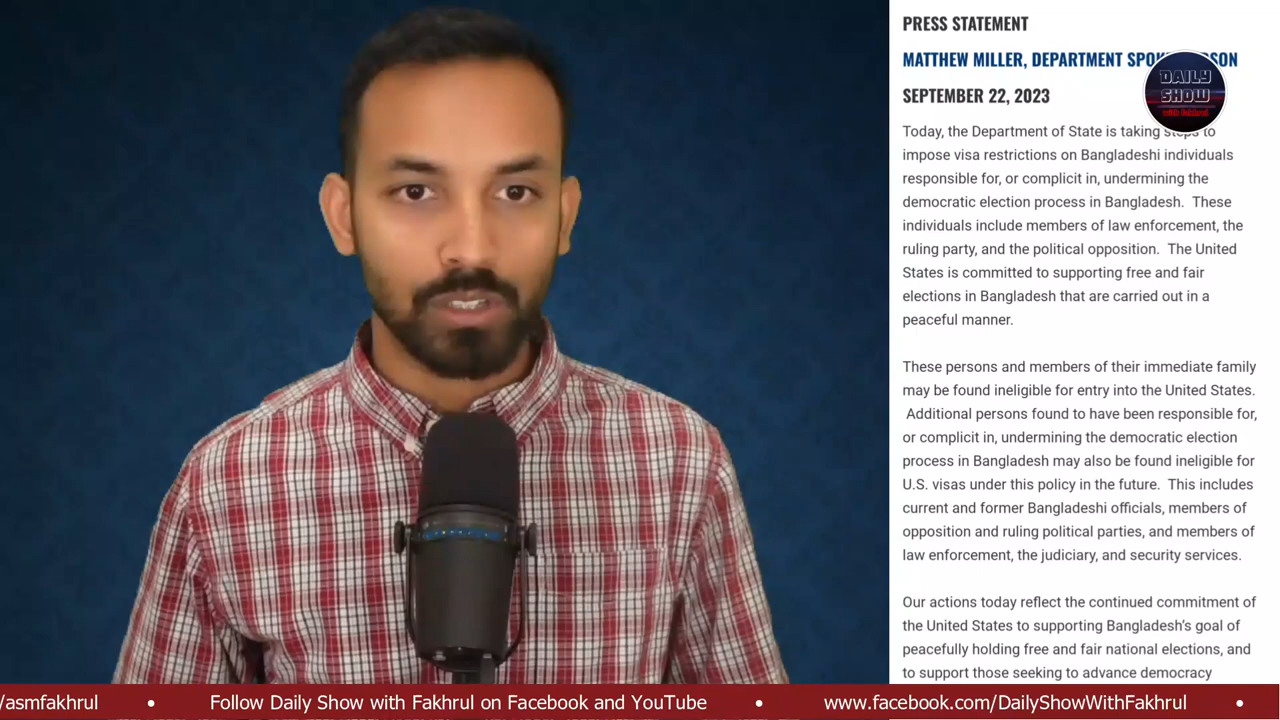 PRESS STATEMENT
MATTHEW MILLER, DEPARTMENT
SEPTEMBER 22, 2023
DAILY
SHOW
with fakhrul
Today, the Department of State is taking steps to
impose visa restrictions on Bangladeshi individuals
responsible for, or complicit in, undermining the
democratic election process in Bangladesh.  These
individuals include members of law enforcement, the
ruling party, and the political opposition.  The United
States is committed to supporting free and fair
elections in Bangladesh that are carried out in a
peaceful manner.
These persons and members of their immediate family
may be found ineligible for entry into the United States.
Additional persons found to have been responsible for,
or complicit in, undermining the democratic election
process in Bangladesh may also be found ineligible for
U.S. visas under this policy in the future.  This includes
current and former Bangladeshi officials, members of
opposition and ruling political parties, and members of
law enforcement, the judiciary, and security services.
Our actions today reflect the continued commitment of
the United States to supporting Bangladesh's goal of
peacefully holding free and fair national elections, and
to support those seeking to advance democracy
/asmfakhrul • Follow Daily Show with Fakhrul on Facebook and YouTube • www.facebook.com/DailyShowWithFakhrul •